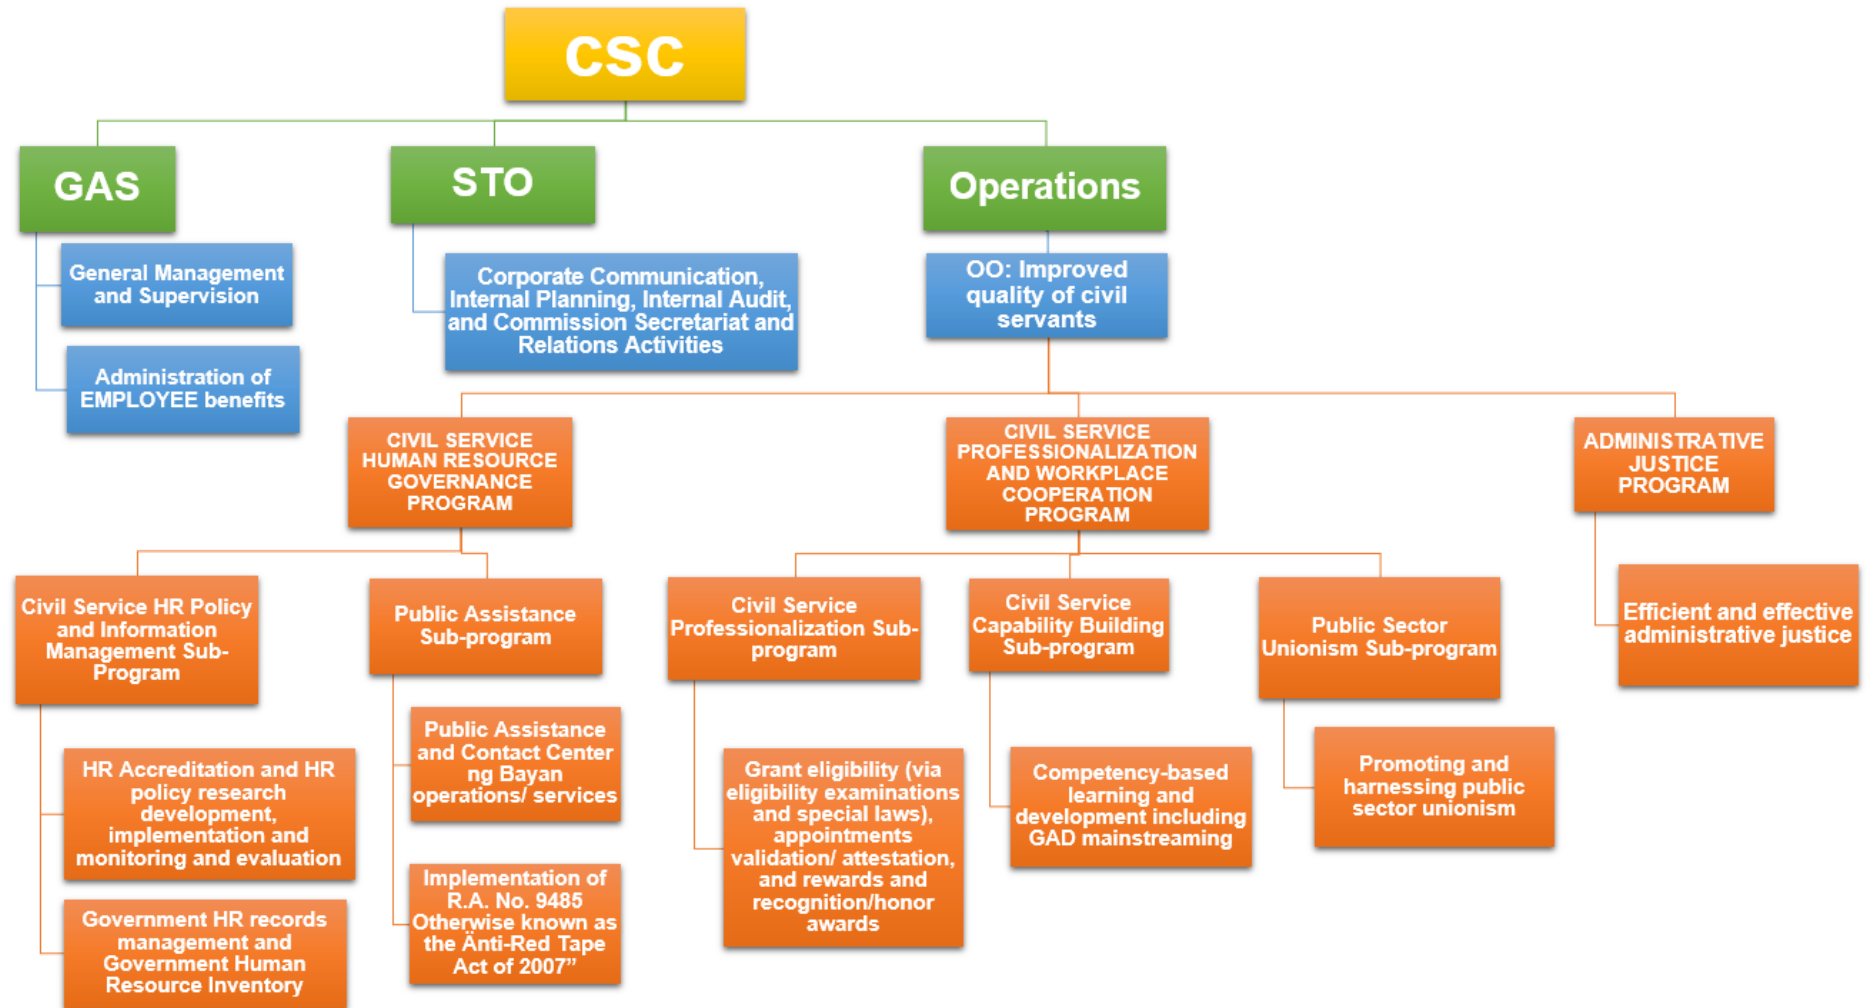 CSC
GAS
STO
Operations
General Management
and Supervision
Administration of
EMPLOYEE benefits
Corporate Communication,
Internal Planning, Internal Audit,
and Commission Secretariat and
Relations Activities
OO: Improved
quality of civil
servants
CIVIL SERVICE
HUMAN RESOURCE
GOVERNANCE
PROGRAM
CIVIL SERVICE
PROFESSIONALIZATION
AND WORKPLACE
COOPERATION
PROGRAM
ADMINISTRATIVE
JUSTICE
PROGRAM
Civil Service HR Policy
and Information
Management Sub-
Program
Public Assistance
Sub-program
Civil Service
Professionalization Sub-
program
Civil Service
Capability Building
Sub-program
Public Sector
Unionism Sub-program
Efficient and effective
administrative justice
HR Accreditation and HR
policy research
development,
implementation and
monitoring and evaluation
Government HR records
management and
Government Human
Resource Inventory
Public Assistance
and Contact Center
ng Bayan
operations/ services
Implementation of
R.A. No. 9485
Otherwise known as
the Änti-Red Tape
Act of 2007”
Grant eligibility (via
eligibility examinations
and special laws),
appointments
validation/ attestation,
and rewards and
recognition/honor
awards
Competency-based
learning and
development including
GAD mainstreaming
Promoting and
harnessing public
sector unionism